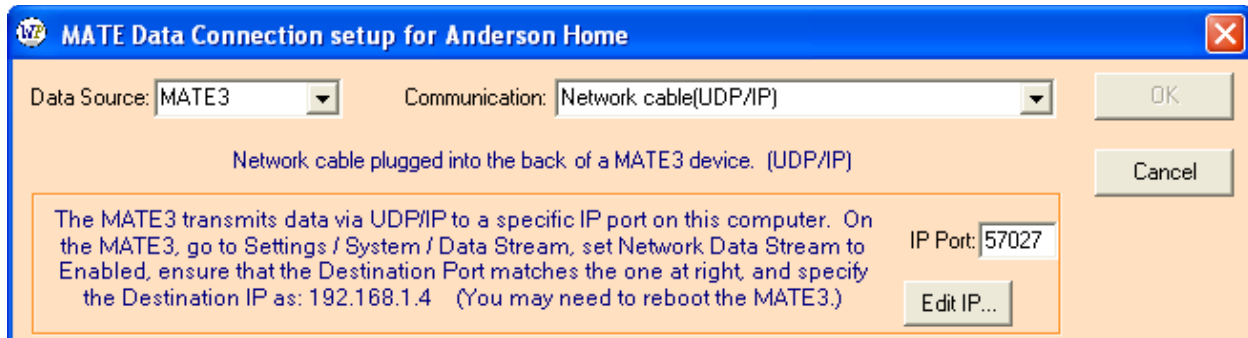 WP MATE Data Connection setup for Anderson Home
Data Source: MATE3 Communication: Network cable(UDP/IP) OK
Network cable plugged into the back of a MATE3 device. (UDP/IP)
Cancel
The MATE3 transmits data via UDP/IP to a specific IP port on this computer. On
the MATE3, go to Settings / System / Data Stream, set Network Data Stream to
Enabled, ensure that the Destination Port matches the one at right, and specify
the Destination IP as: 192.168.1.4 (You may need to reboot the MATE3.)
IP Port: 57027
Edit IP...